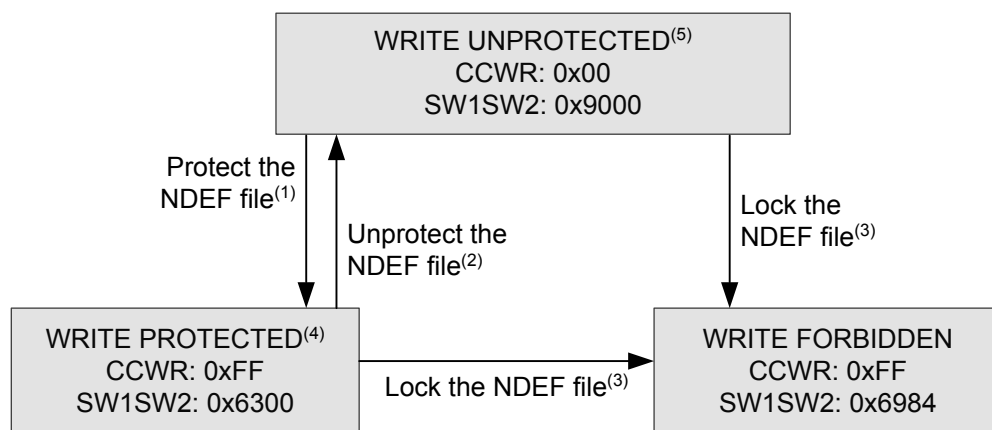 WRITE UNPROTECTED(5)
CCWR: 0x00
SW1SW2: 0x9000
Protect the
NDEF file(1)
Unprotect the
NDEF file(2)
Lock the
NDEF file(3)
WRITE PROTECTED(4)
CCWR: 0xFF
SW1SW2: 0x6300
Lock the NDEF file(3)
WRITE FORBIDDEN
CCWR: 0xFF
SW1SW2: 0x6984